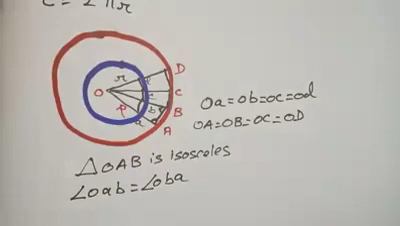 C = 2πr
D
r
O
C
b
B
a
A
Oa=Ob=oc=od
OA=OB=OC=OD
△OAB is Isosceles
∠Oab=∠oba